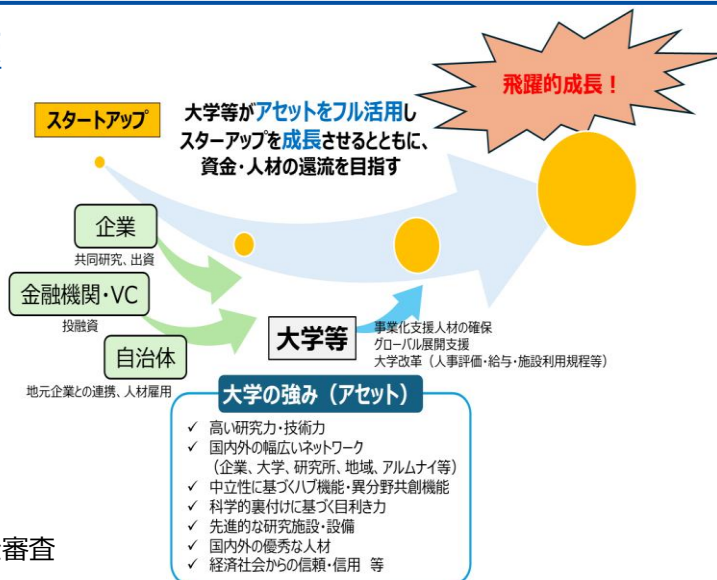 飛躍的成長！
スタートアップ
大学等がアセットをフル活用し
スターアップを成長させるとともに、
資金・人材の還流を目指す
企業
共同研究、出資
金融機関・VC
投融資
自治体
地元企業との連携、人材雇用
大学等
事業化支援人材の確保
グローバル展開支援
大学改革（人事評価・給与・施設利用規程等）
大学の強み（アセット）
✓ 高い研究力・技術力
✓ 国内外の幅広いネットワーク
（企業、大学、研究所、地域、アルムナイ等）
✓ 中立性に基づくハブ機能・異分野共創機能
✓ 科学的裏付けに基づく目利き力
✓ 先進的な研究施設・設備
✓ 国内外の優秀な人材
✓ 経済社会からの信頼・信用 等
審査